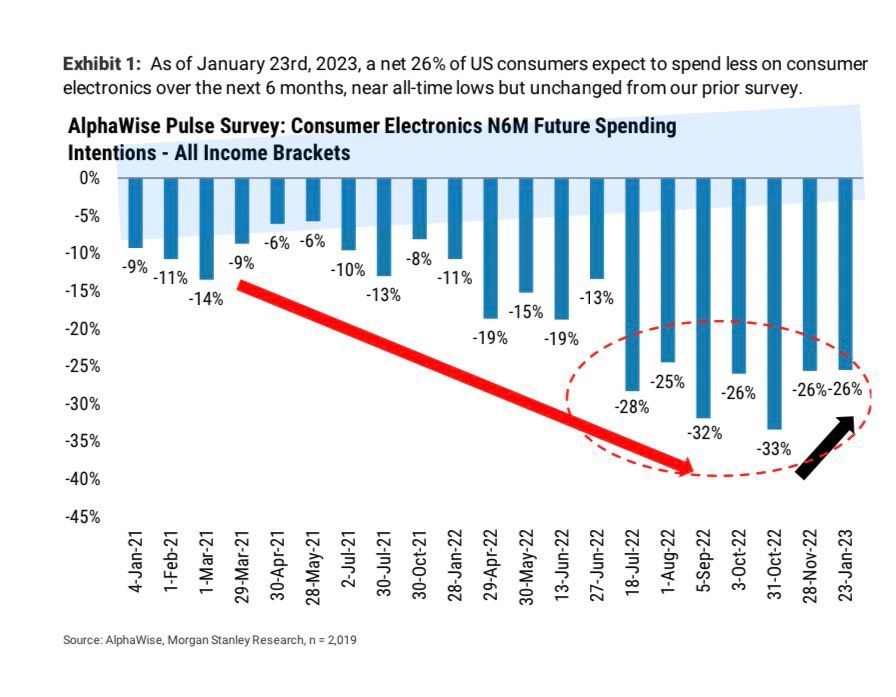 Exhibit 1: As of January 23rd, 2023, a net 26% of US consumers expect to spend less on consumer
electronics over the next 6 months, near all-time lows but unchanged from our prior survey.
AlphaWise Pulse Survey: Consumer Electronics N6M Future Spending
Intentions - All Income Brackets
0%
-5%
-10%
-15%
-20%
-25%
-30%
-35%
-40%
-45%
-9%
-11%
-14%
-9%
-6%
-6%
-10%
-13%
-8%
-11%
-19%
-15%
-19%
-13%
-28%
-25%
-32%
-26%
-33%
-26%
-26%
4-Jan-21
1-Feb-21
1-Mar-21
29-Mar-21
30-Apr-21
28-May-21
2-Jul-21
30-Jul-21
30-Oct-21
28-Jan-22
29-Apr-22
30-May-22
13-Jun-22
27-Jun-22
18-Jul-22
1-Aug-22
5-Sep-22
3-Oct-22
31-Oct-22
28-Nov-22
23-Jan-23
Source: AlphaWise, Morgan Stanley Research, n = 2,019